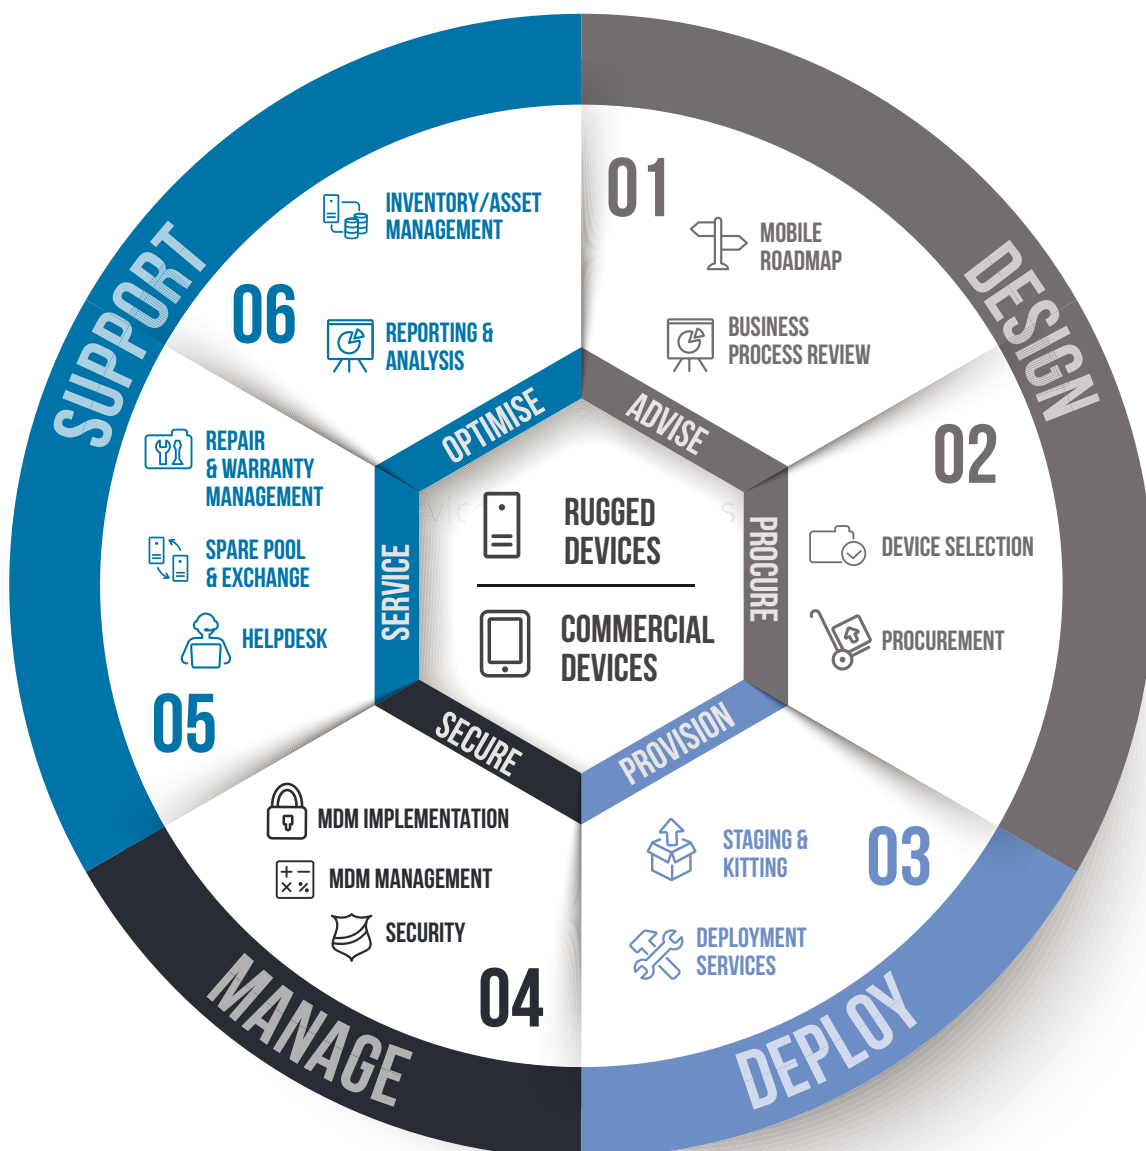 01
MOBILE
ROADMAP
BUSINESS
PROCESS REVIEW
ADVISE
DESIGN
02
DEVICE SELECTION
PROCUREMENT
PROCURE
03
STAGING &
KITTING
DEPLOYMENT
SERVICES
PROVISION
DEPLOY
04
MDM IMPLEMENTATION
MDM MANAGEMENT
SECURITY
SECURE
MANAGE
05
REPAIR
& WARRANTY
MANAGEMENT
SPARE POOL
& EXCHANGE
HELPDESK
SERVICE
SUPPORT
06
INVENTORY/ASSET
MANAGEMENT
REPORTING &
ANALYSIS
OPTIMISE
RUGGED
DEVICES
COMMERCIAL
DEVICES